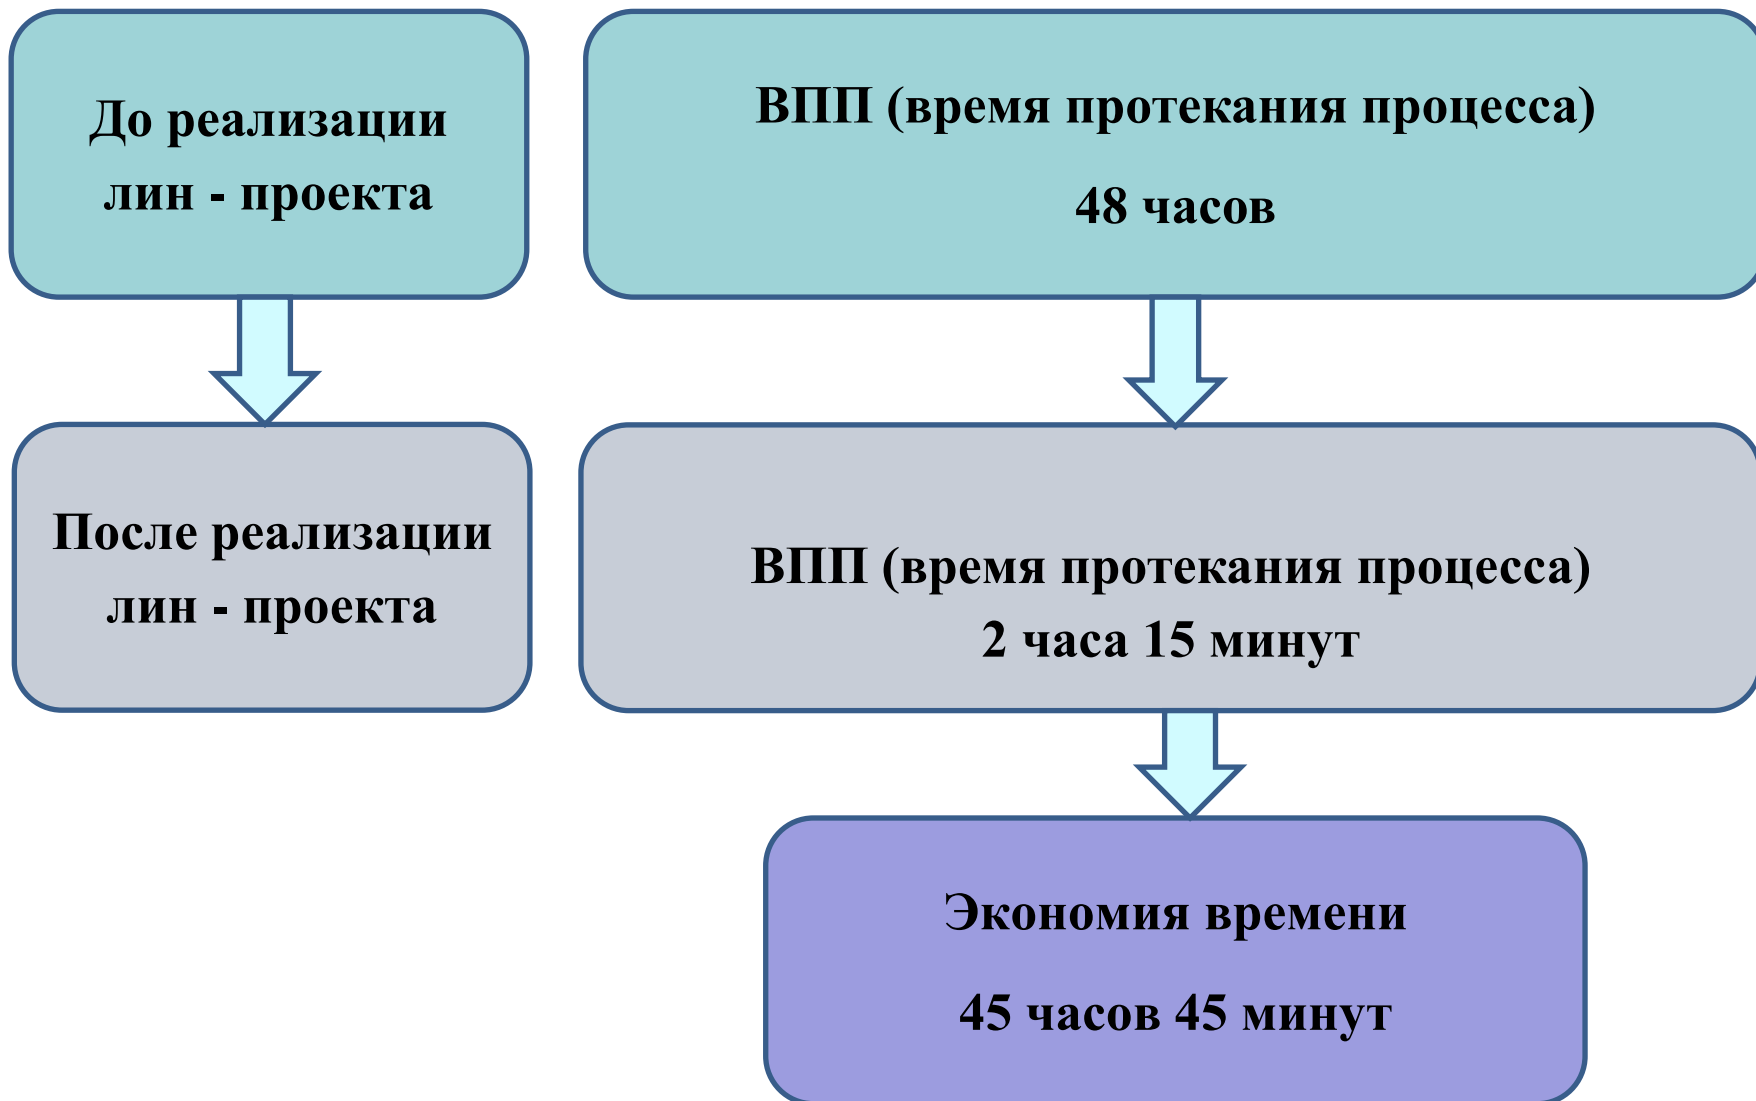 До реализации
лин - проекта
ВПП (время протекания процесса)
48 часов
После реализации
лин - проекта
ВПП (время протекания процесса)
2 часа 15 минут
Экономия времени
45 часов 45 минут